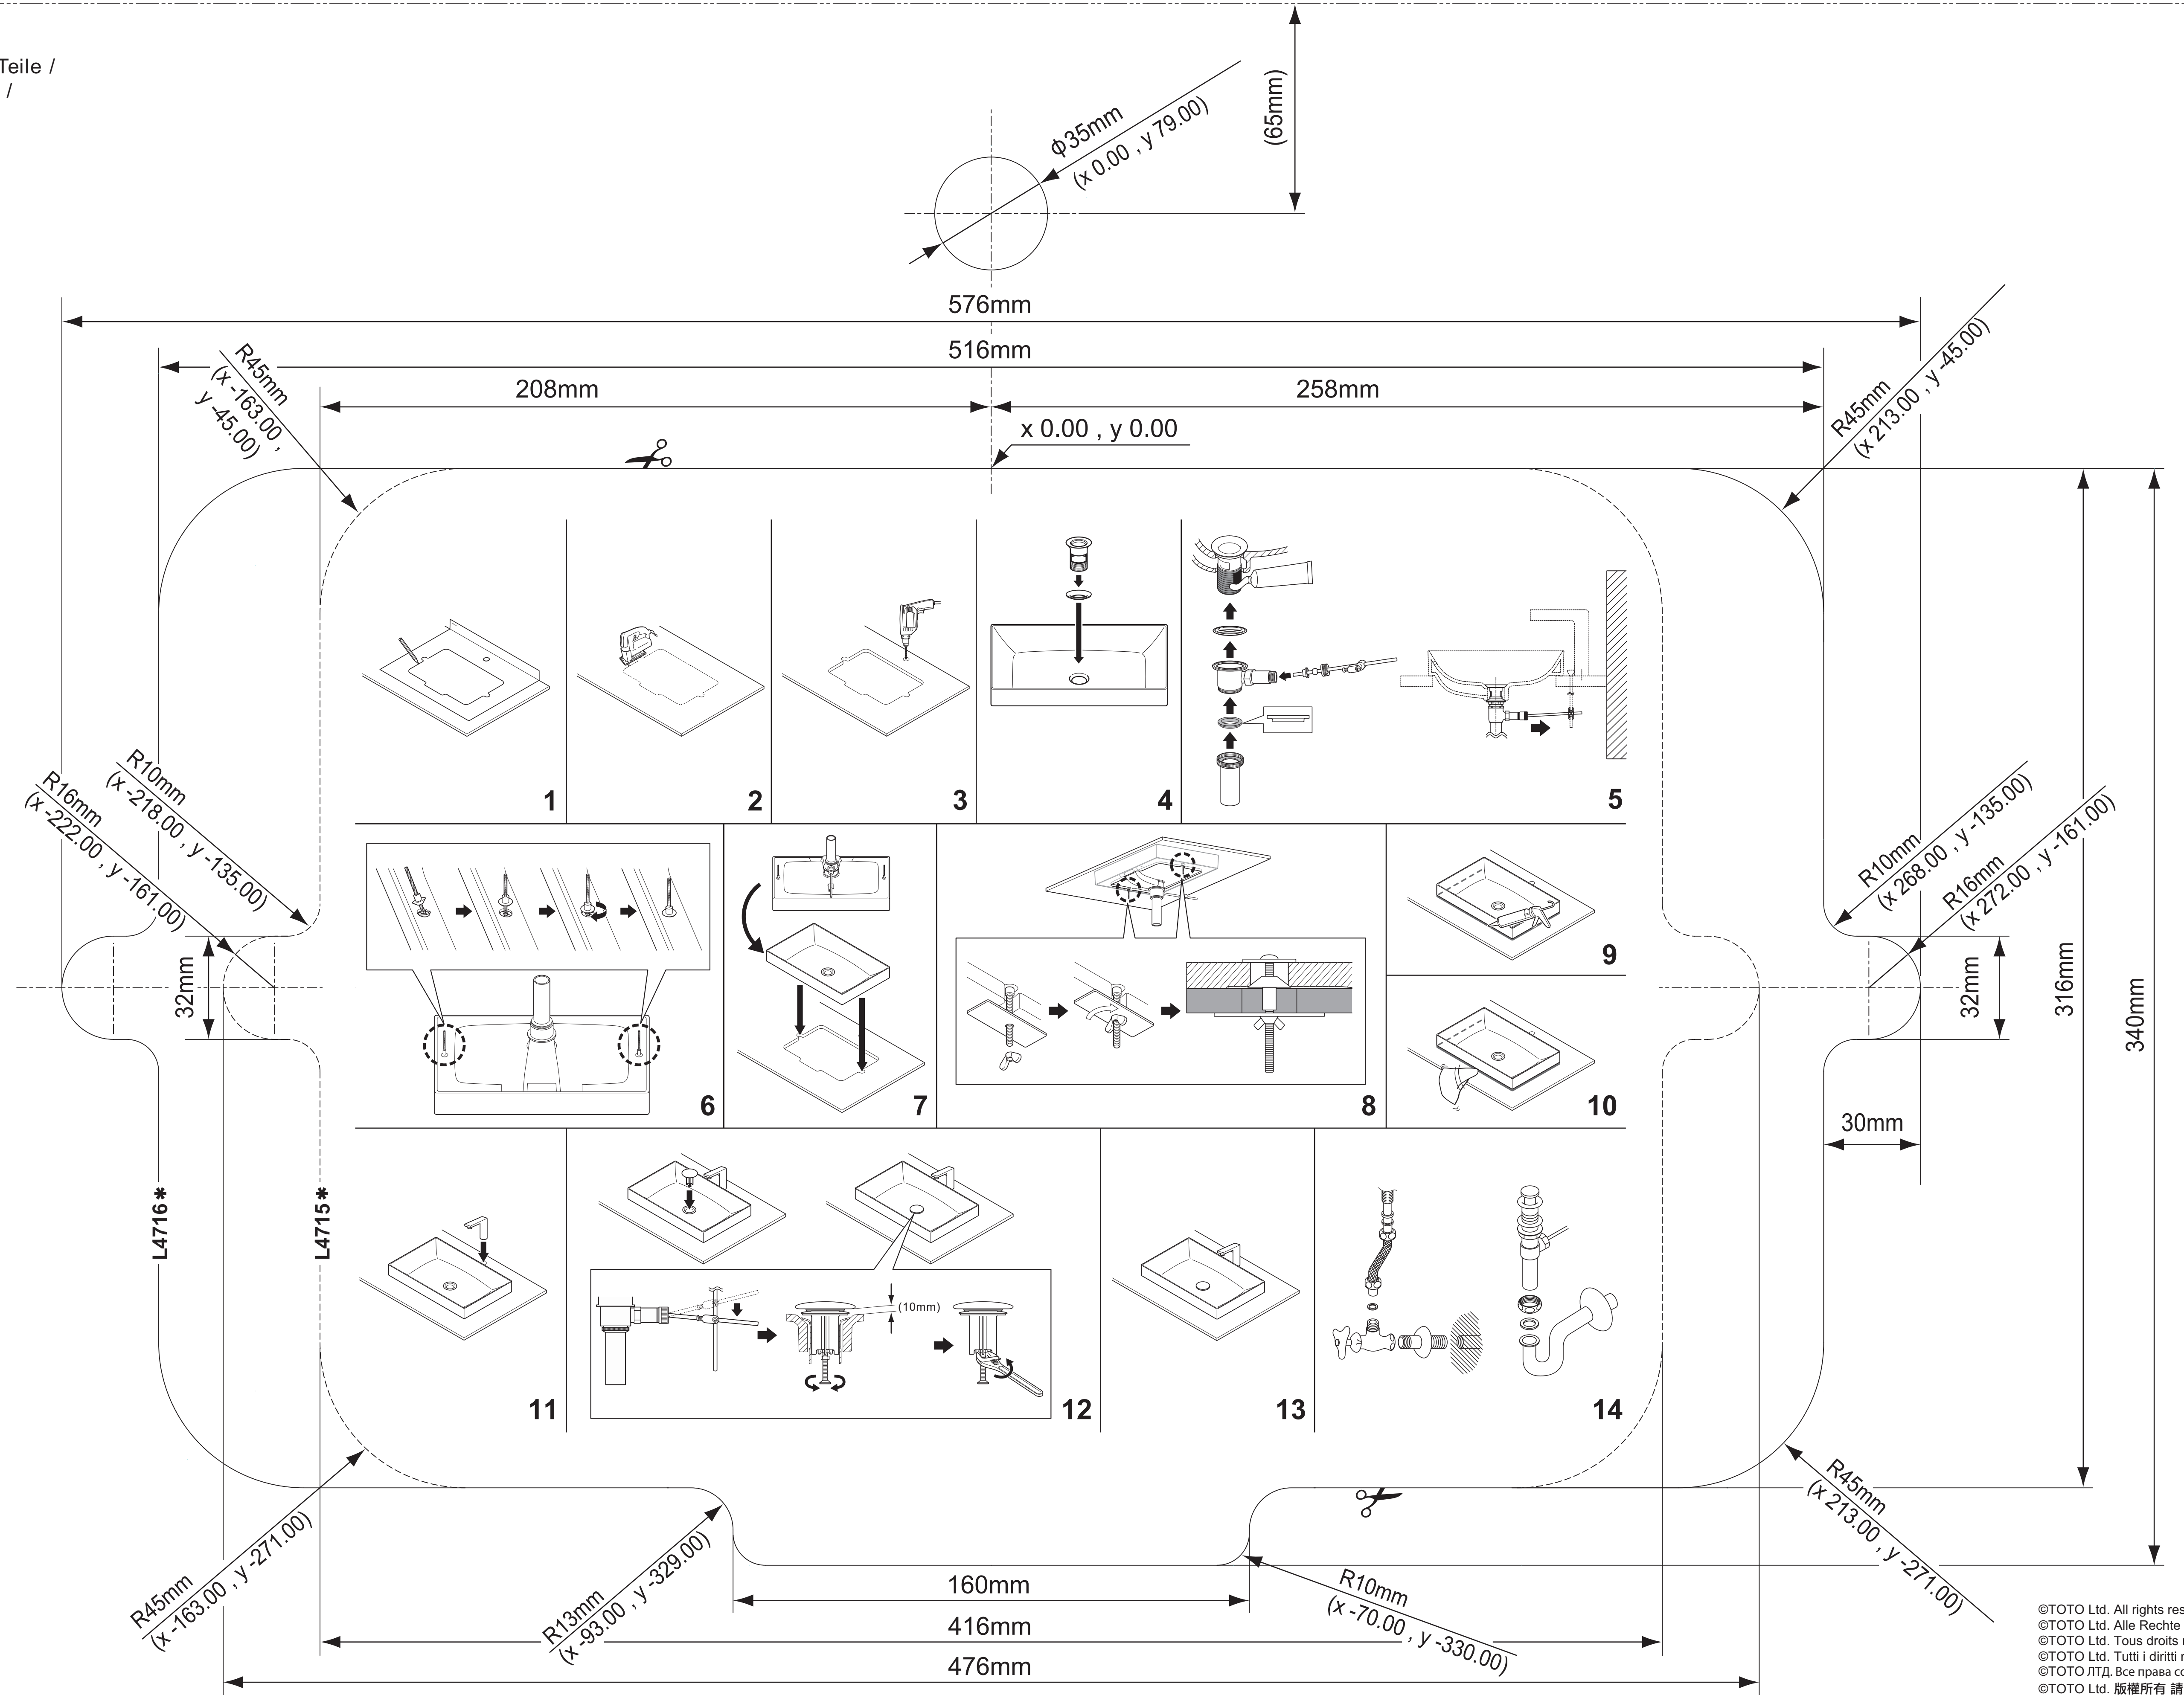 Teile /
/
(65mm)
ϕ35mm
(x 0.00 , y 79.00)
576mm
516mm
208mm
258mm
x 0.00 , y 0.00
R45mm
(x -163.00 ,
y -45.00)
R45mm
(x 213.00 , y -45.00)
1
2
3
4
5
R10mm
(x -218.00 , y -135.00)
R16mm
(x -222.00 , y -161.00)
R10mm
(x 268.00 , y -135.00)
R16mm
(x 272.00 , y -161.00)
32mm
32mm
316mm
340mm
6
7
8
9
10
30mm
L4716*
L4715*
(10mm)
11
12
13
14
R45mm
(x -163.00 , y -271.00)
R13mm
(x -93.00 , y -329.00)
R10mm
(x -70.00 , y -330.00)
R45mm
(x 213.00 , y -271.00)
160mm
416mm
476mm
©TOTO Ltd. All rights res
©TOTO Ltd. Alle Rechte
©TOTO Ltd. Tous droits
©TOTO Ltd. Tutti i diritti
©TOTO ЛТД. Все права со
©TOTO Ltd. 版權所有 請